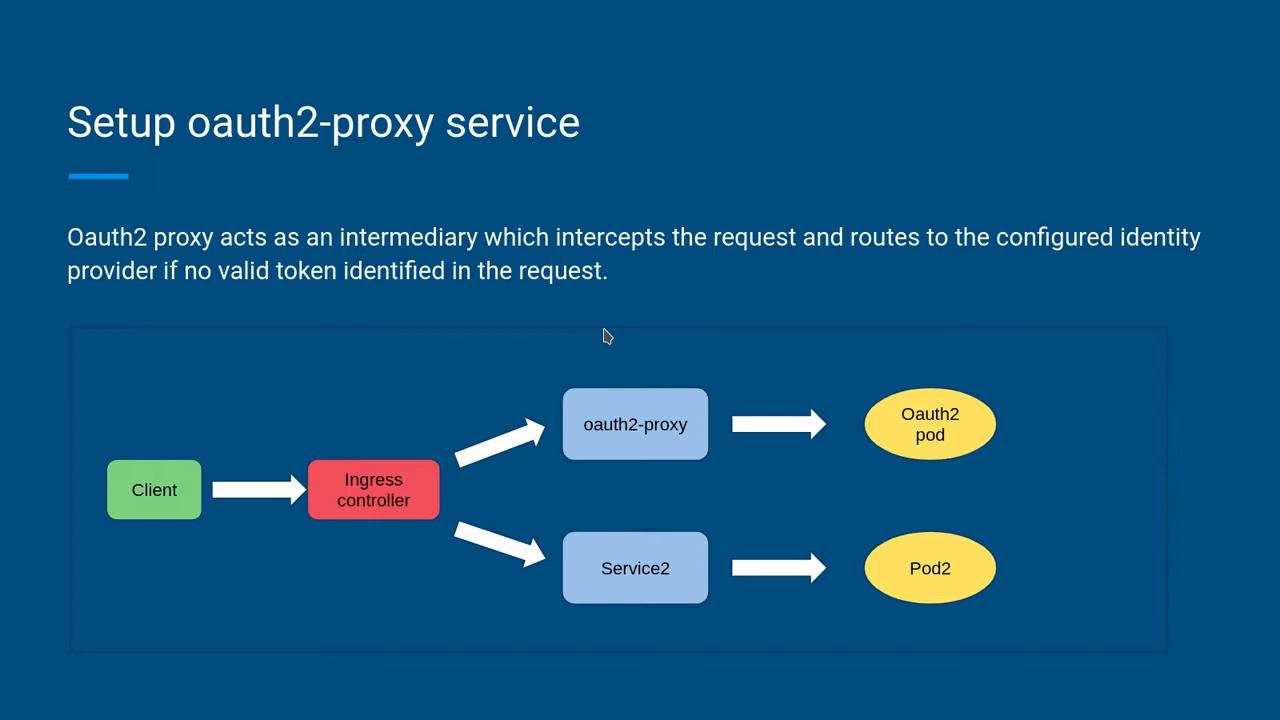 Setup oauth2-proxy service
Oauth2 proxy acts as an intermediary which intercepts the request and routes to the configured identity
provider if no valid token identified in the request.
Client
Ingress
controller
oauth2-proxy
Oauth2
pod
Service2
Pod2